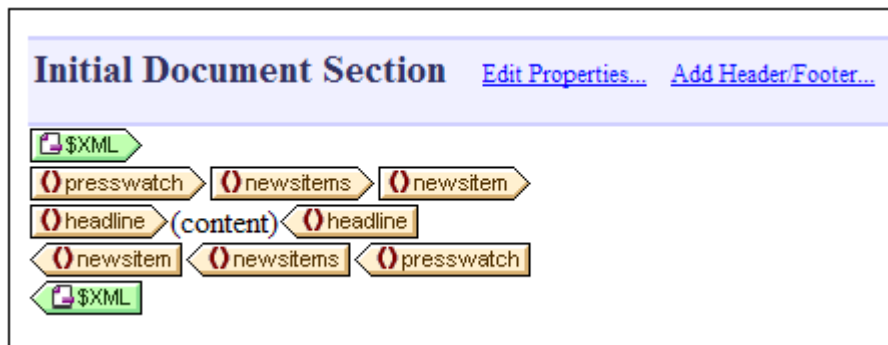 Initial Document Section Edit Properties... Add Header/Footer...
$XML
presswatch newsitems newsitem
headline (content) headline
newsitem newsitems presswatch
$XML